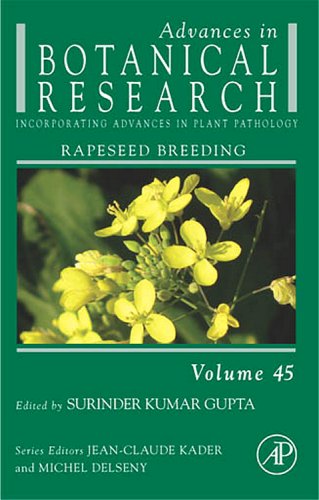 Advances in
BOTANICAL
RESEARCH
INCORPORATING ADVANCES IN PLANT PATHOLOGY
RAPESEED BREEDING
Volume 45
Edited by SURINDER KUMAR GUPTA
Series Editors JEAN-CLAUDE KADER
and MICHEL DELSENY
AP